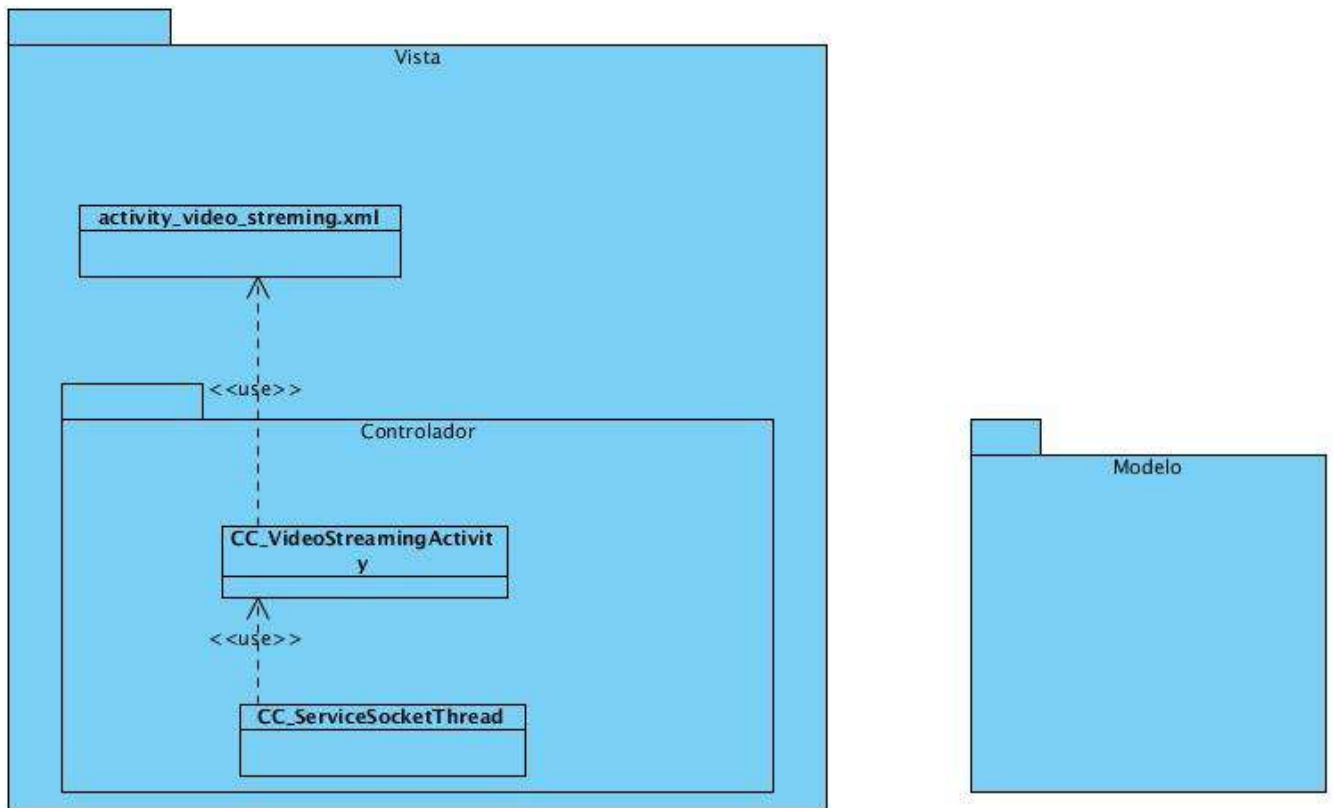 Vista
activity_video_streming.xml
<<use>>
Controlador
CC_VideoStreamingActivit
y
<<use>>
CC_ServiceSocketThread
Modelo